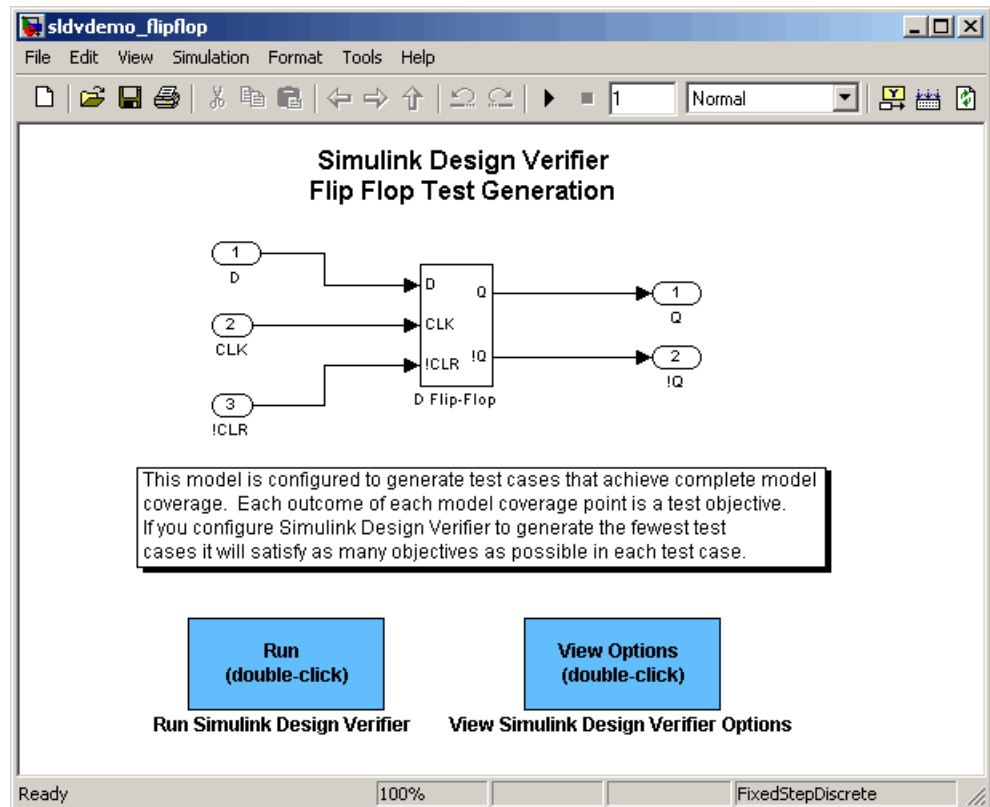 sldvdemo_flipflop
File Edit View Simulation Format Tools Help
1 Normal
Simulink Design Verifier
Flip Flop Test Generation
1
D
2
CLK
3
!CLR
D Q
CLK
!CLR !Q
D Flip-Flop
1
Q
2
!Q
This model is configured to generate test cases that achieve complete model
coverage. Each outcome of each model coverage point is a test objective.
If you configure Simulink Design Verifier to generate the fewest test
cases it will satisfy as many objectives as possible in each test case.
Run
(double-click)
Run Simulink Design Verifier
View Options
(double-click)
View Simulink Design Verifier Options
Ready 100% FixedStepDiscrete